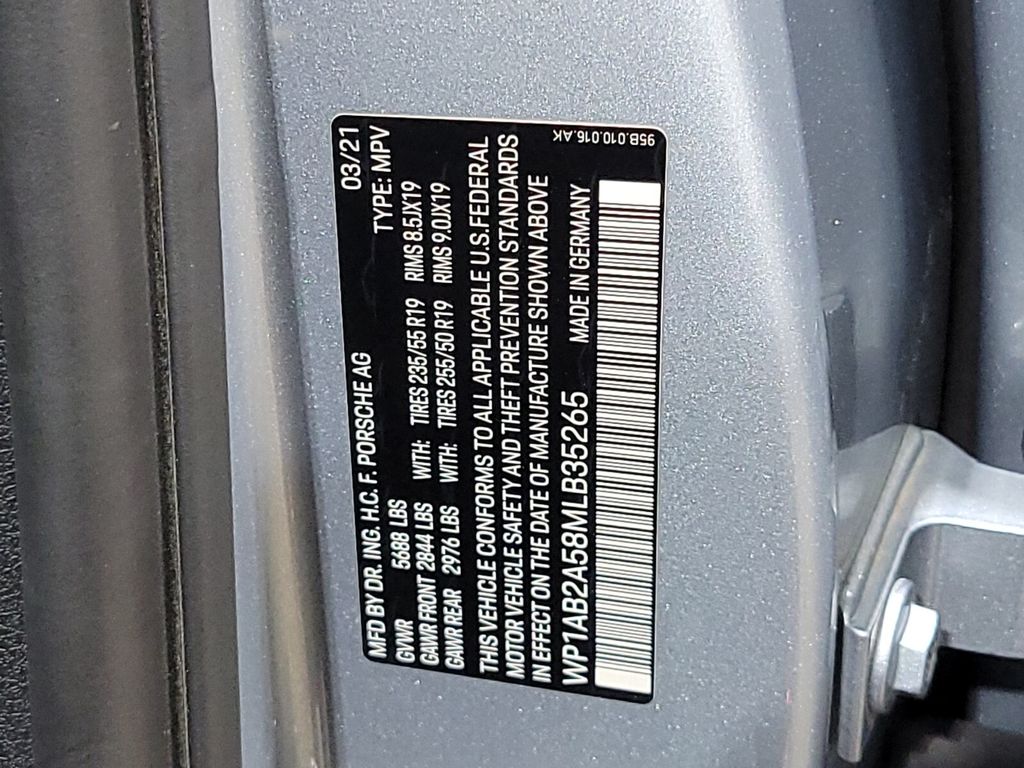 MFD BY DR. ING. H.C. F. PORSCHE AG 03/21
GVWR 5688 LBS TYPE: MPV
GAWR FRONT 2844 LBS WITH: TIRES 235/55 R19 RIMS 8.5JX19
GAWR REAR 2976 LBS WITH: TIRES 255/50 R19 RIMS 9.0JX19
THIS VEHICLE CONFORMS TO ALL APPLICABLE U.S.FEDERAL
MOTOR VEHICLE SAFETY AND THEFT PREVENTION STANDARDS
IN EFFECT ON THE DATE OF MANUFACTURE SHOWN ABOVE
WP1AB2A58MLB35265 MADE IN GERMANY
95B.010.016.AK